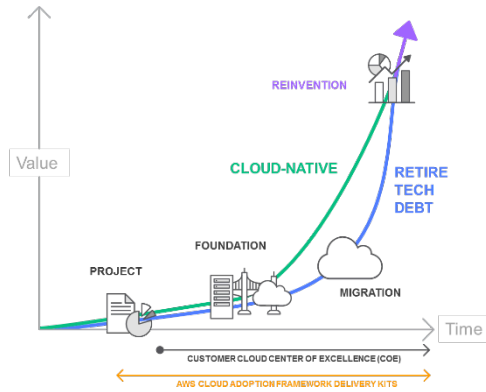 REINVENTION
Value
CLOUD-NATIVE
RETIRE
TECH
DEBT
FOUNDATION
PROJECT
MIGRATION
Time
CUSTOMER CLOUD CENTER OF EXCELLENCE (COE)
AWS CLOUD ADOPTION FRAMEWORK DELIVERY KITS